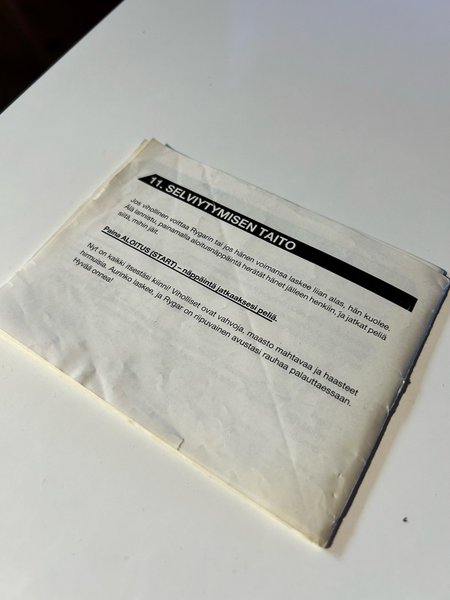 11. SELVIYTYMISEN TAITO
Jos vihollinen voittaa Rygarin tai jos hänen voimansa laskee liian alas, hän kuolee.
Älä lannistu, painamalla aloitusnäppäintä herätät hänet jälleen henkiin, ja jatkat peliä
siitä, mihin jäit.
Paina ALOITUS (START) – näppäintä jatkaaksesi peliä.
Nyt on kaikki itsestäsi kiinni! Viholliset ovat vahvoja, maasto mahtavaa ja haasteet
hirmuisia. Aurinko laskee, ja Rygar on riipuvainen avustasi rauhaa palauttaessaan.
Hyvää onnea!